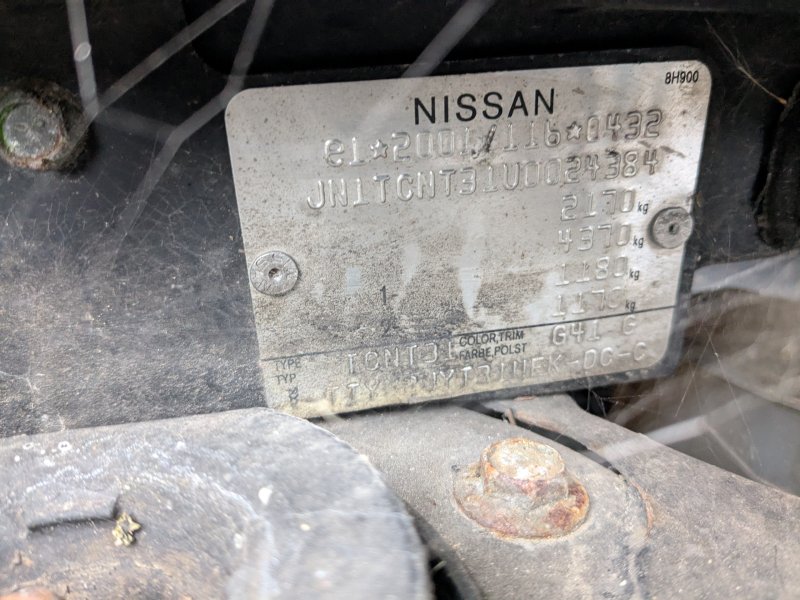 8H900
NISSAN
e1*2001/116*0432
JN1TCNT31U0024384
2170 kg
4370 kg
1 1180 kg
2 1170 kg
TYPE TYP TCNT31 COLOR,TRIM FARBE,POLST G41 G